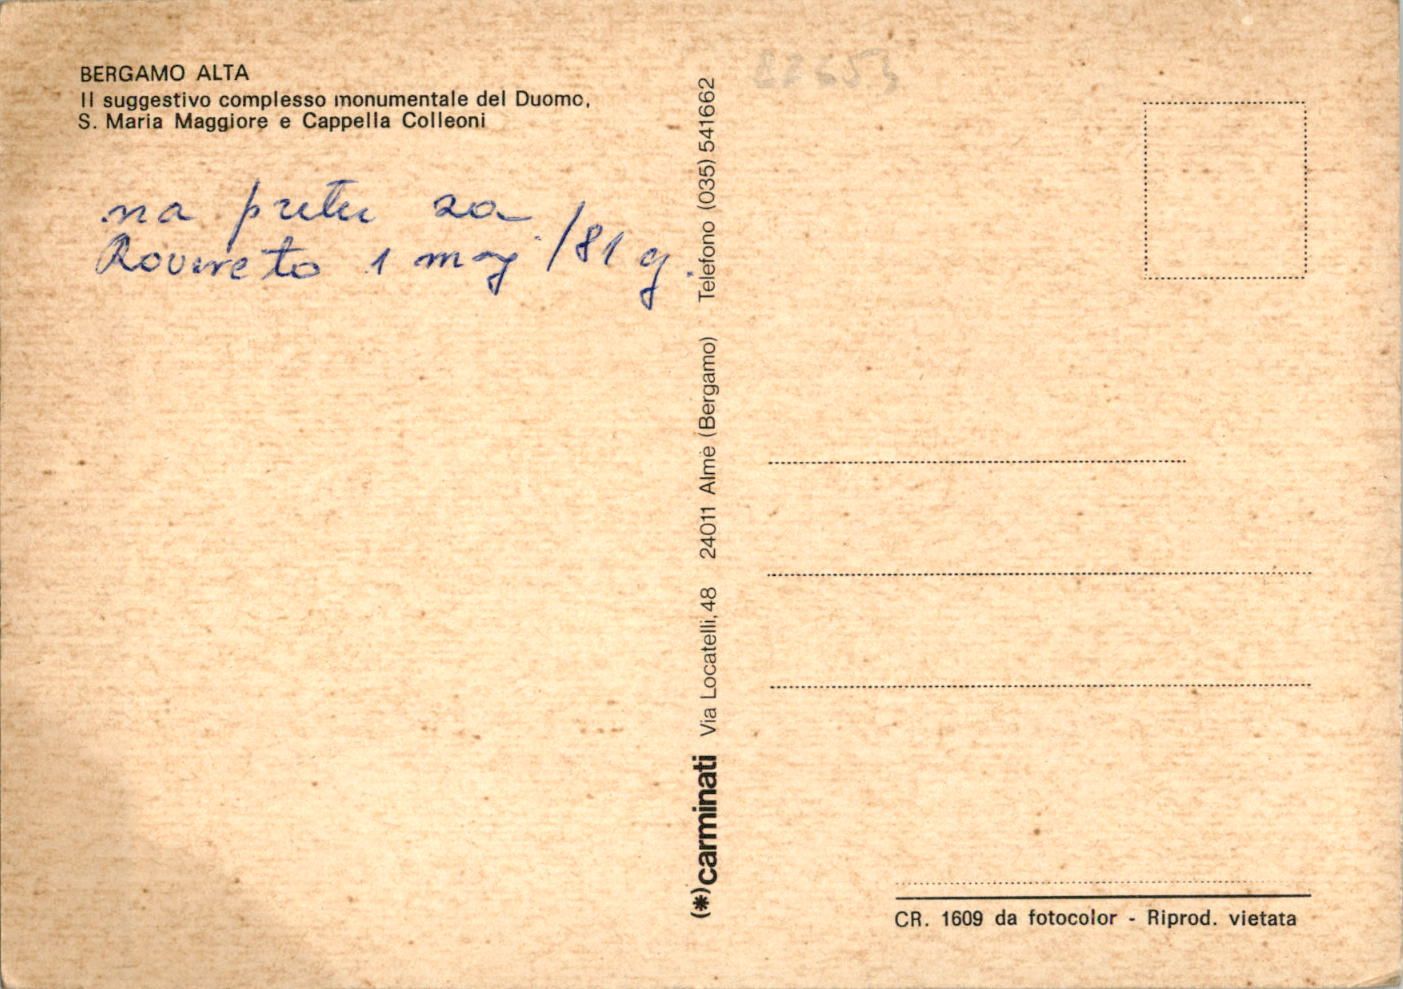 BERGAMO ALTA
Il suggestivo complesso monumentale del Duomo,
S. Maria Maggiore e Cappella Colleoni
na putu za
Rovereto 1 maj /81 g.
Telefono (035) 541662
24011 Almè (Bergamo)
Via Locatelli, 48
(*)carminati
CR. 1609 da fotocolor - Riprod. vietata